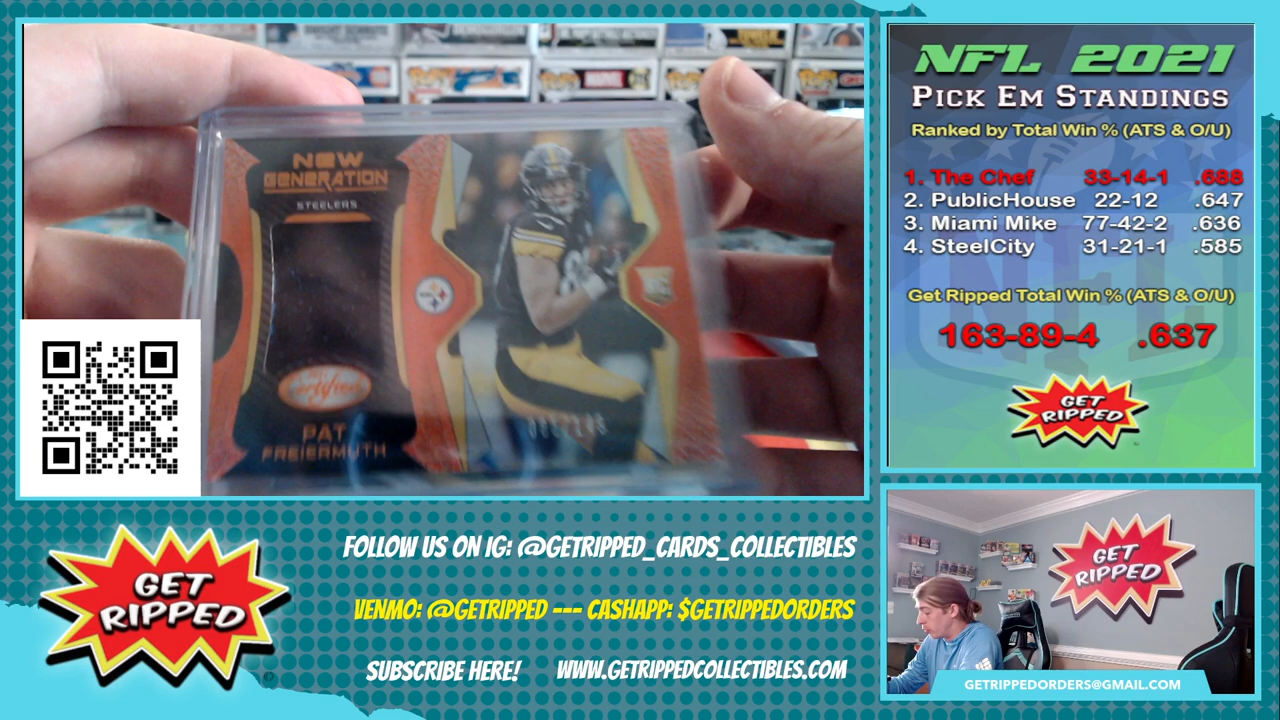 NEW
GENERATION
STEELERS
RC
Certified
PAT
FREIERMUTH
MARVEL
NFL 2021
PICK EM STANDINGS
Ranked by Total Win % (ATS & O/U)
1. The Chef 33-14-1 .688
2. PublicHouse 22-12 .647
3. Miami Mike 77-42-2 .636
4. SteelCity 31-21-1 .585
Get Ripped Total Win % (ATS & O/U)
163-89-4 .637
GET
RIPPED
GET
RIPPED
FOLLOW US ON IG: @GETRIPPED_CARDS_COLLECTIBLES
VENMO: @GETRIPPED --- CASHAPP: $GETRIPPEDORDERS
SUBSCRIBE HERE! WWW.GETRIPPEDCOLLECTIBLES.COM
GET
RIPPED
GETRIPPEDORDERS@GMAIL.COM